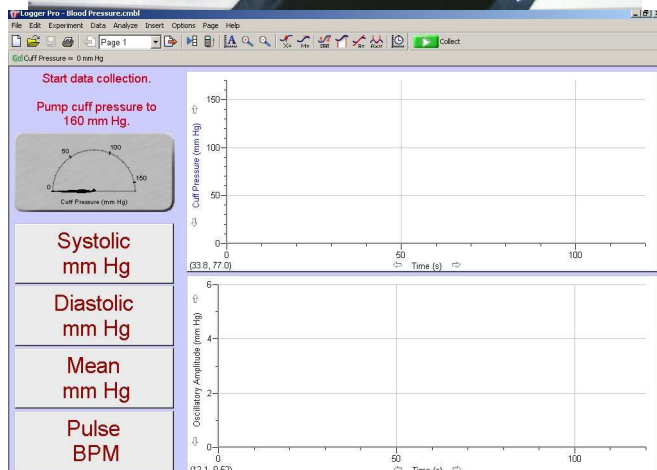 Logger Pro - Blood Pressure.cmbl
File Edit Experiment Data Analyze Insert Options Page Help
Page 1
Collect
Go! Cuff Pressure = 0 mm Hg
Start data collection.
Pump cuff pressure to
160 mm Hg.
0 50 100 150
Cuff Pressure (mm Hg)
Systolic
mm Hg
Diastolic
mm Hg
Mean
mm Hg
Pulse
BPM
Cuff Pressure (mm Hg)
150
100
50
0
0 50 100
(33.8, 77.0)
Time (s)
Oscillatory Amplitude (mm Hg)
6
4
2
0
0 50 100
Time (s)